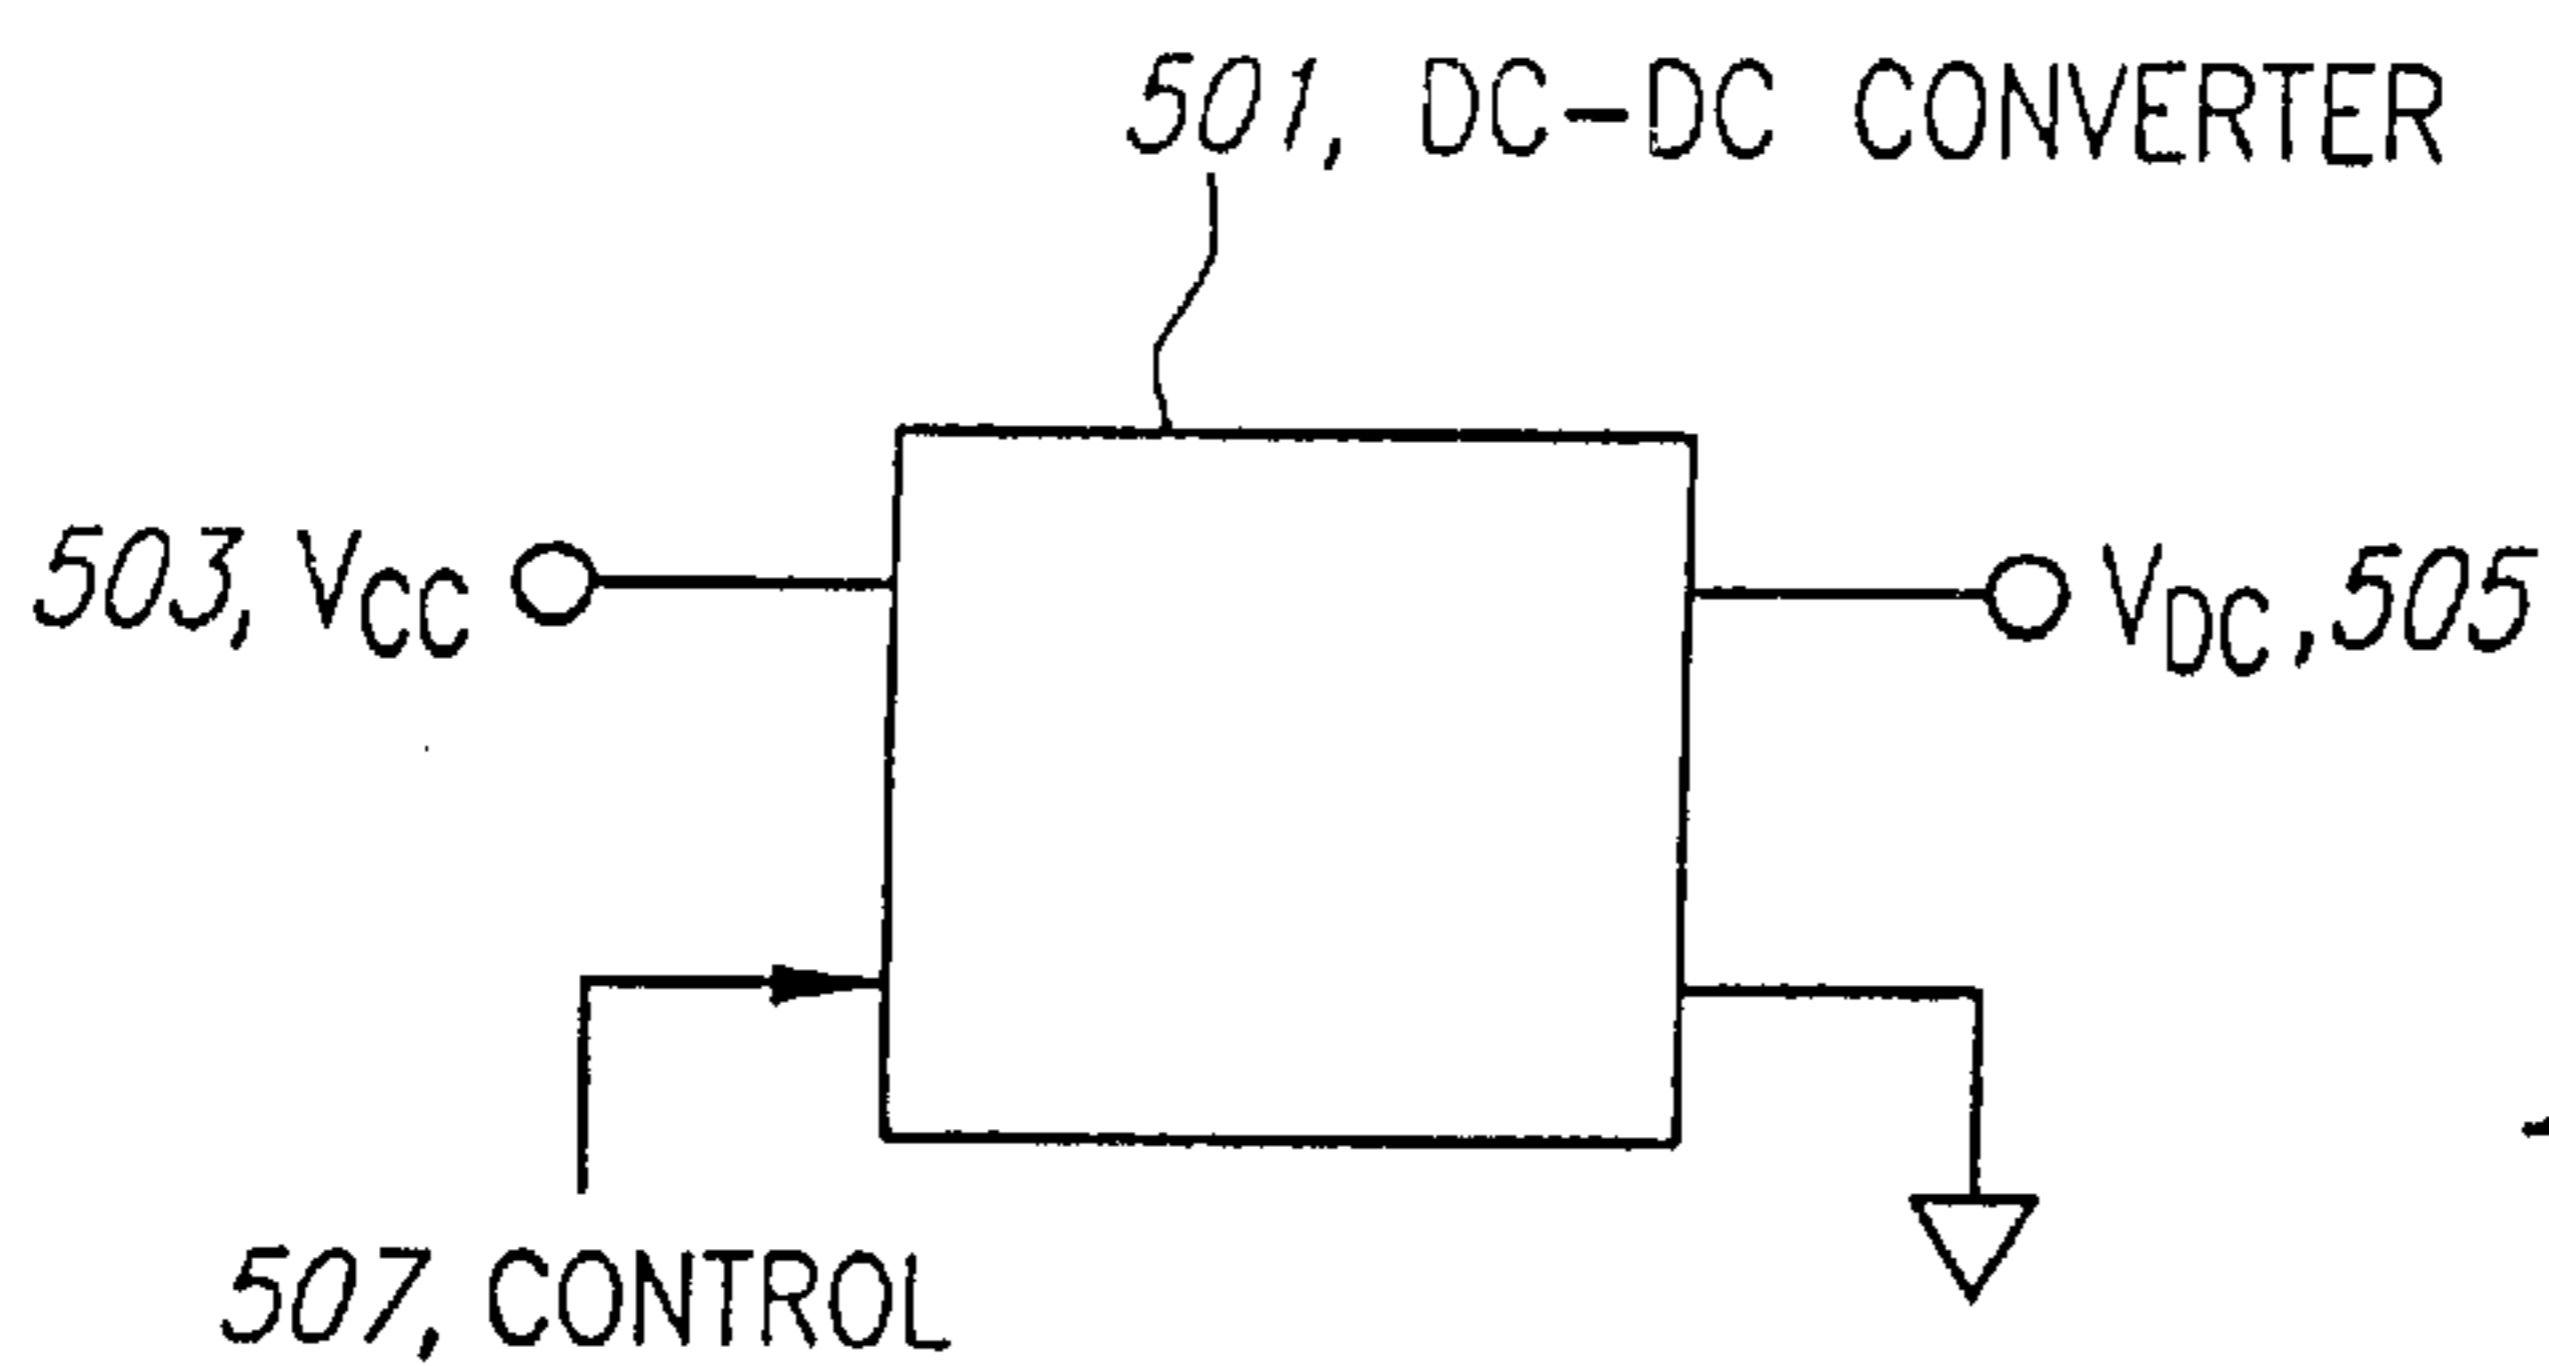 501, DC-DC CONVERTER
503, VCC
VDC, 505
507, CONTROL